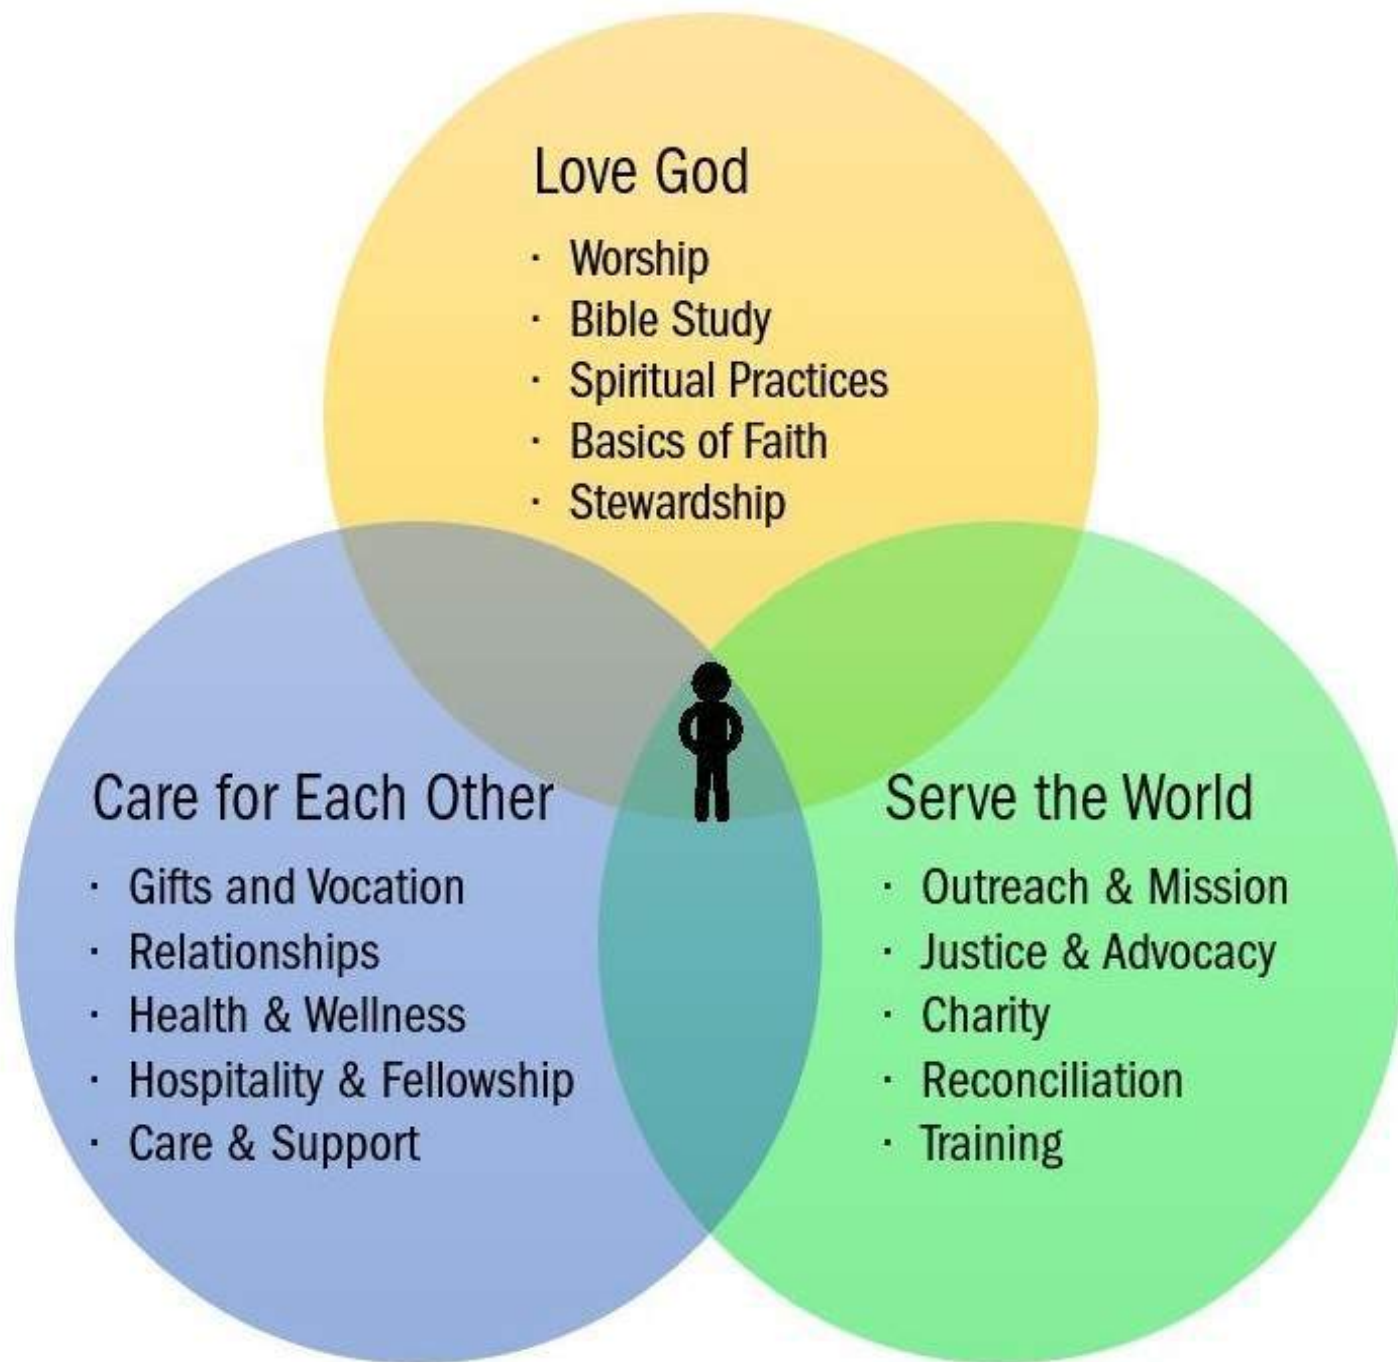 Love God
· Worship
· Bible Study
· Spiritual Practices
· Basics of Faith
· Stewardship
Care for Each Other
· Gifts and Vocation
· Relationships
· Health & Wellness
· Hospitality & Fellowship
· Care & Support
Serve the World
· Outreach & Mission
· Justice & Advocacy
· Charity
· Reconciliation
· Training